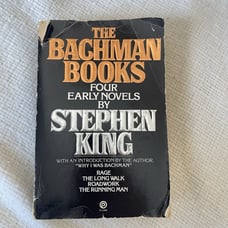 THE
BACHMAN
BOOKS
FOUR
EARLY NOVELS
BY
STEPHEN
KING
WITH AN INTRODUCTION BY THE AUTHOR
"WHY I WAS BACHMAN"
RAGE
THE LONG WALK
ROADWORK
THE RUNNING MAN